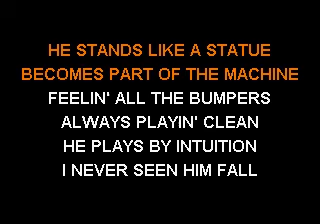 HE STANDS LIKE A STATUE
BECOMES PART OF THE MACHINE
FEELIN' ALL THE BUMPERS
ALWAYS PLAYIN' CLEAN
HE PLAYS BY INTUITION
I NEVER SEEN HIM FALL